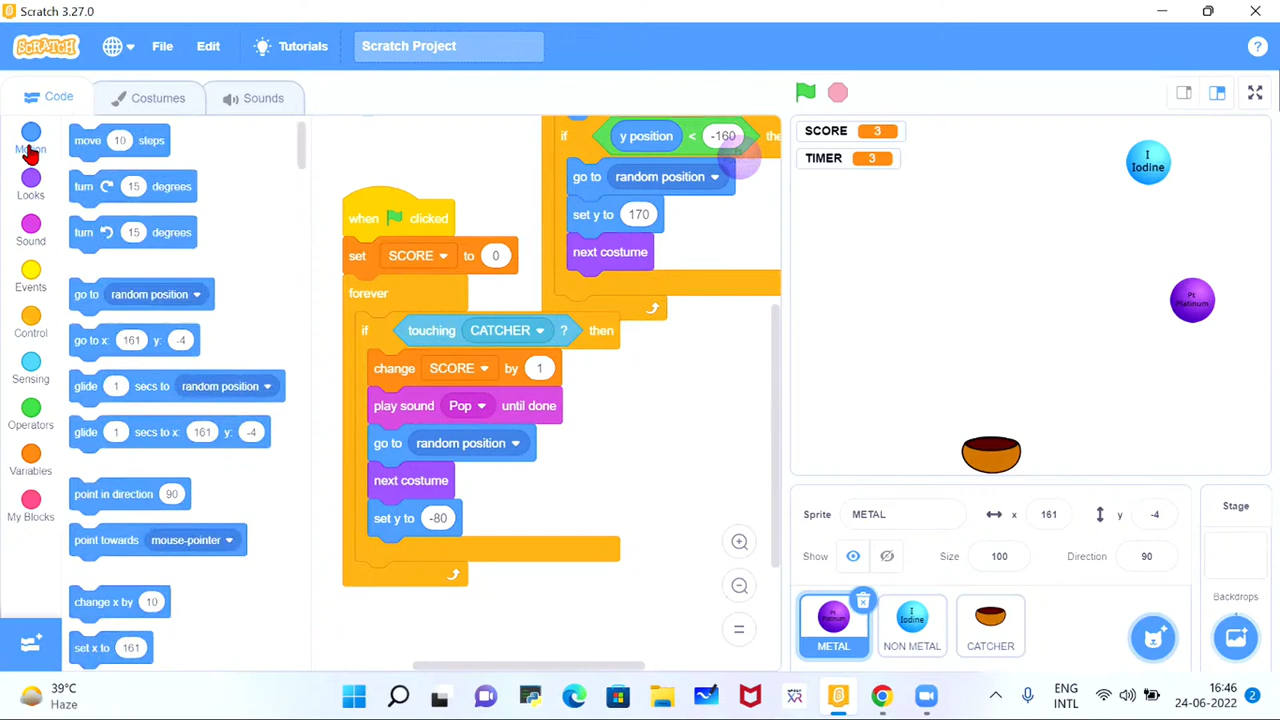 Scratch 3.27.0
SCRATCH
File
Edit
Tutorials
Scratch Project
?
Code
Costumes
Sounds
Motion
Looks
Sound
Events
Control
Sensing
Operators
Variables
My Blocks
move 10 steps
turn 15 degrees
turn 15 degrees
go to random position
go to x: 161 y: -4
glide 1 secs to random position
glide 1 secs to x: 161 y: -4
point in direction 90
point towards mouse-pointer
change x by 10
set x to 161
if y position < -160 then
go to random position
set y to 170
next costume
when clicked
set SCORE to 0
forever
if touching CATCHER ? then
change SCORE by 1
play sound Pop until done
go to random position
next costume
set y to -80
SCORE 3
TIMER 3
I
Iodine
Pt
Platinum
Sprite METAL x 161 y -4
Show Size 100 Direction 90
Pt
Platinum
METAL
I
Iodine
NON METAL
CATCHER
Stage
Backdrops
39°C
Haze
ENG
INTL
16:46
24-06-2022
2